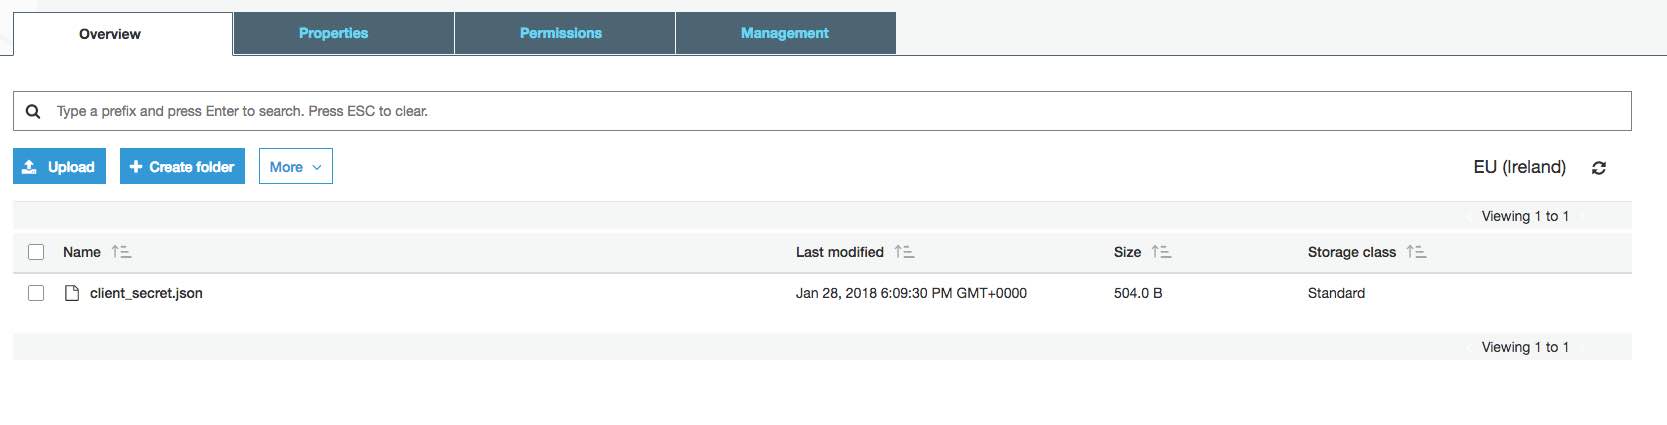 Overview Properties Permissions Management
Type a prefix and press Enter to search. Press ESC to clear.
Upload Create folder More EU (Ireland)
Viewing 1 to 1
Name Last modified Size Storage class
client_secret.json Jan 28, 2018 6:09:30 PM GMT+0000 504.0 B Standard
Viewing 1 to 1